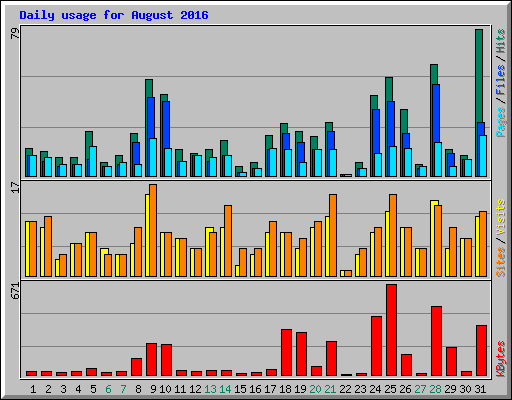 Daily usage for August 2016
79
Pages / Files / Hits
17
Sites / Visits
671
KBytes
1 2 3 4 5 6 7 8 9 10 11 12 13 14 15 16 17 18 19 20 21 22 23 24 25 26 27 28 29 30 31